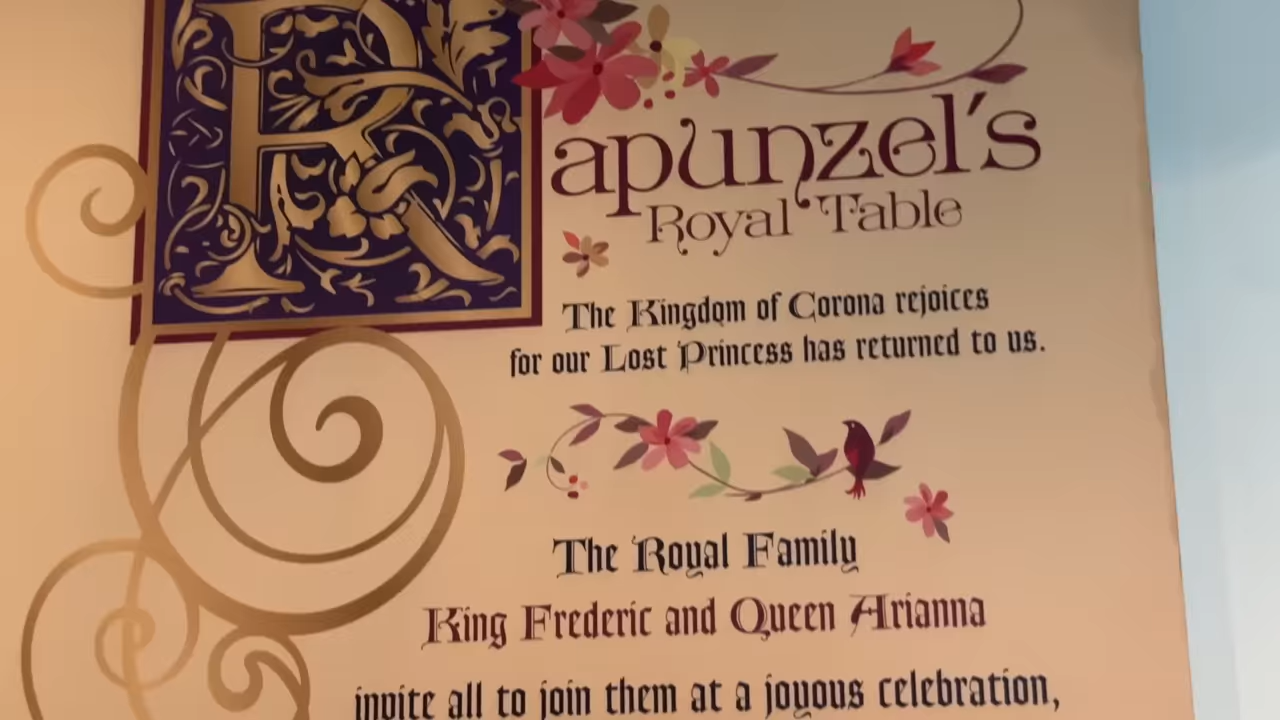 Rapunzel's
Royal Table
The Kingdom of Corona rejoices
for our Lost Princess has returned to us.
The Royal Family
King Frederic and Queen Arianna
invite all to join them at a joyous celebration,